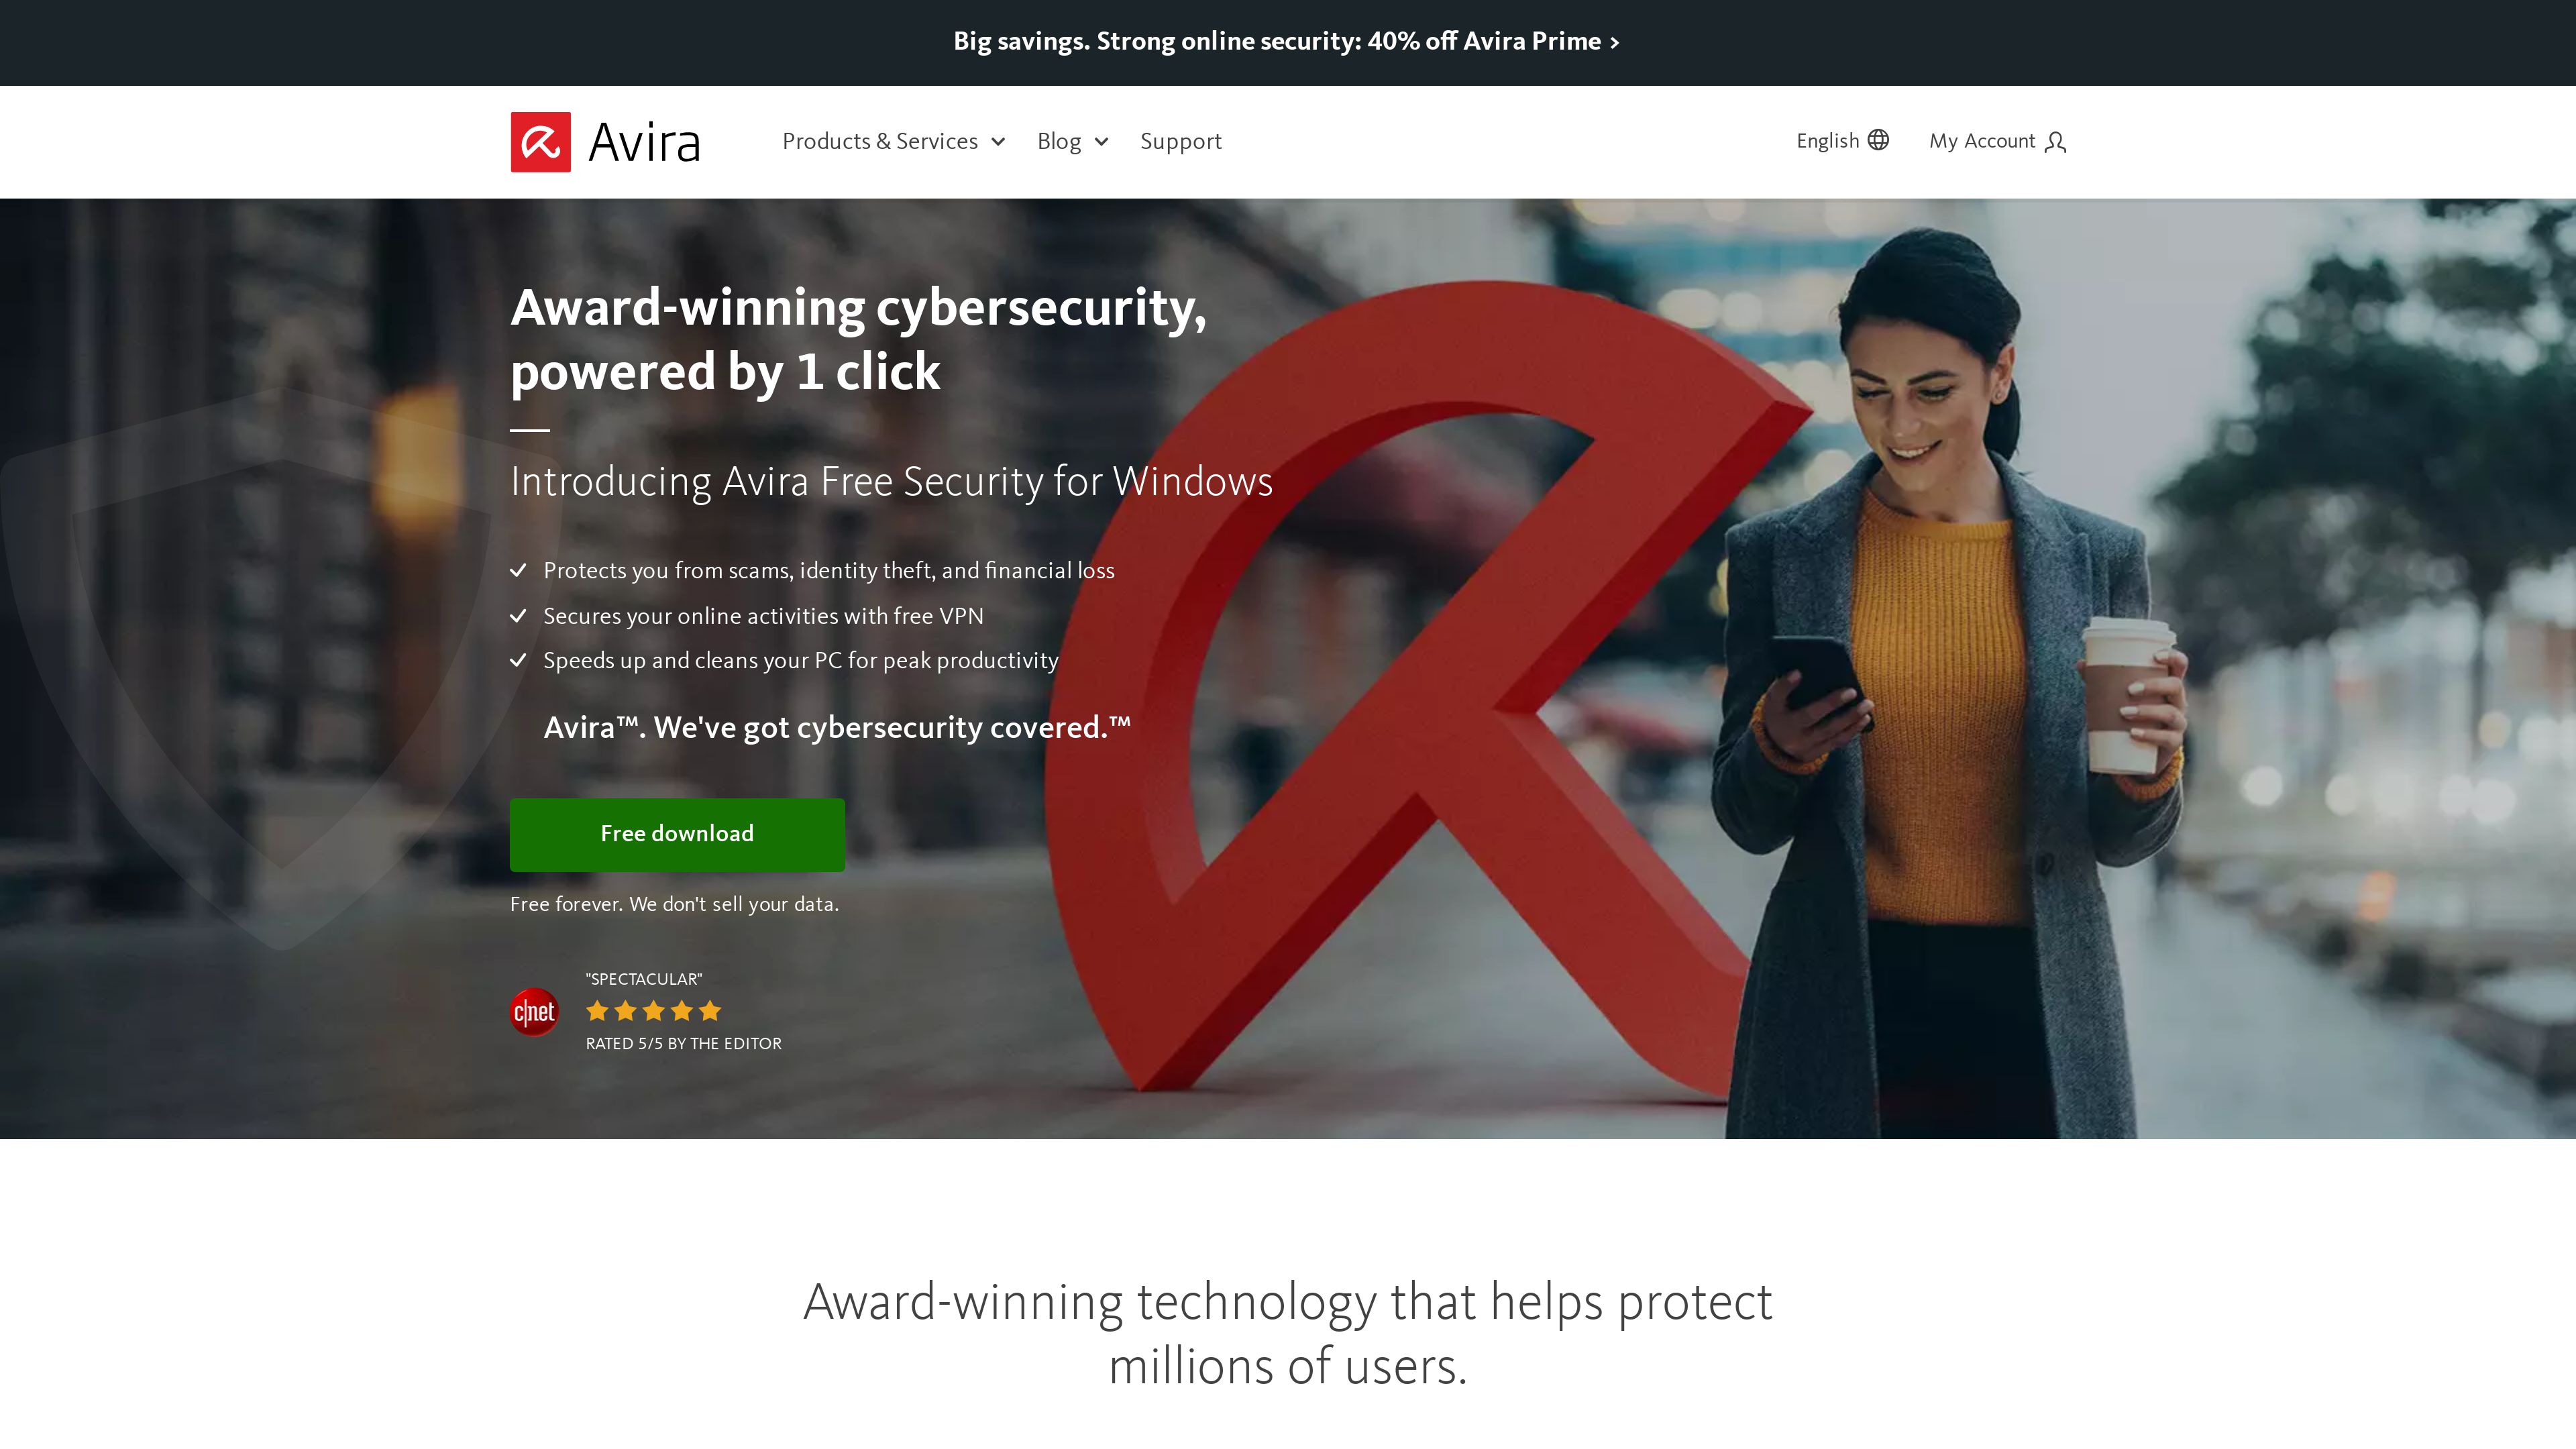 Big savings. Strong online security: 40% off Avira Prime >
Avira
Products & Services
Blog
Support
English
My Account
Award-winning cybersecurity,
powered by 1 click
Introducing Avira Free Security for Windows
Protects you from scams, identity theft, and financial loss
Secures your online activities with free VPN
Speeds up and cleans your PC for peak productivity
Avira™. We've got cybersecurity covered.™
Free download
Free forever. We don't sell your data.
"SPECTACULAR"
c|net
RATED 5/5 BY THE EDITOR
Award-winning technology that helps protect
millions of users.